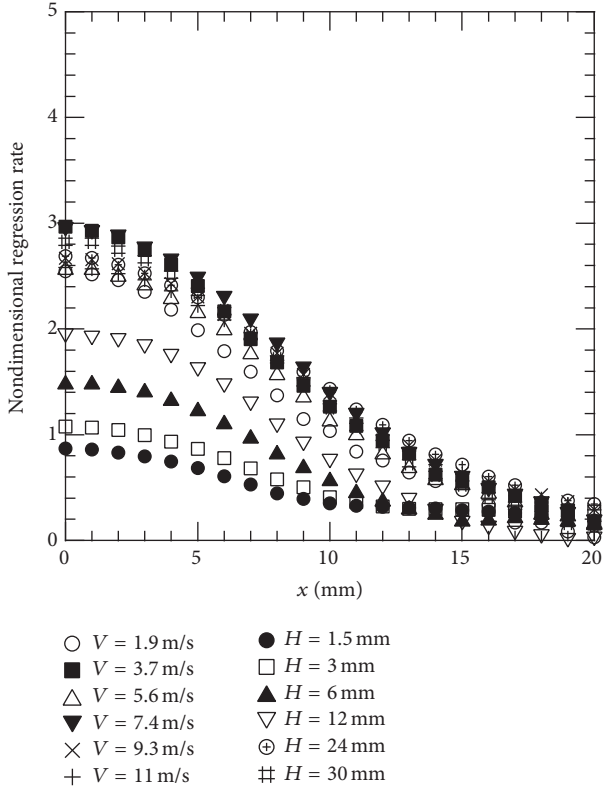 5
4
3
2
1
0
Nondimensional regression rate
0 5 10 15 20
x (mm)
V = 1.9 m/s
V = 3.7 m/s
V = 5.6 m/s
V = 7.4 m/s
V = 9.3 m/s
V = 11 m/s
H = 1.5 mm
H = 3 mm
H = 6 mm
H = 12 mm
H = 24 mm
H = 30 mm